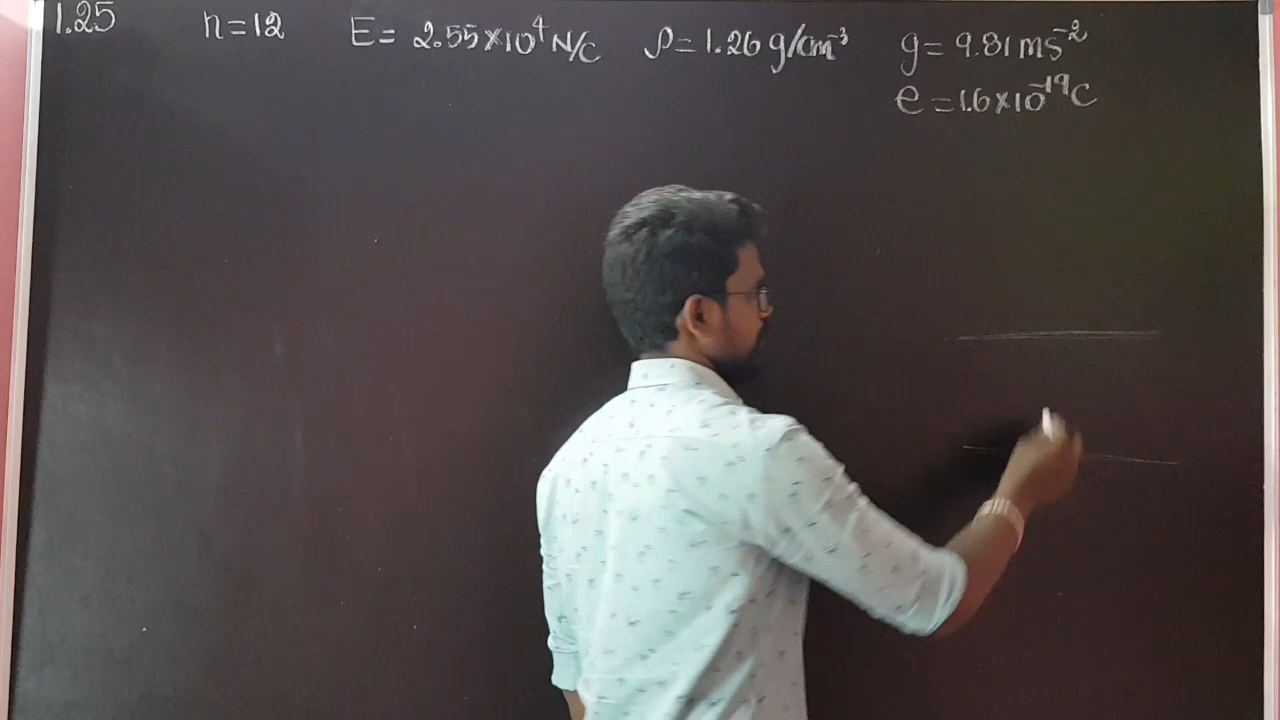 1.25 n=12 E= 2.55×10⁴ N/C ρ=1.26 g/cm⁻³ g=9.81 ms⁻²
e=1.6×10⁻¹⁹C